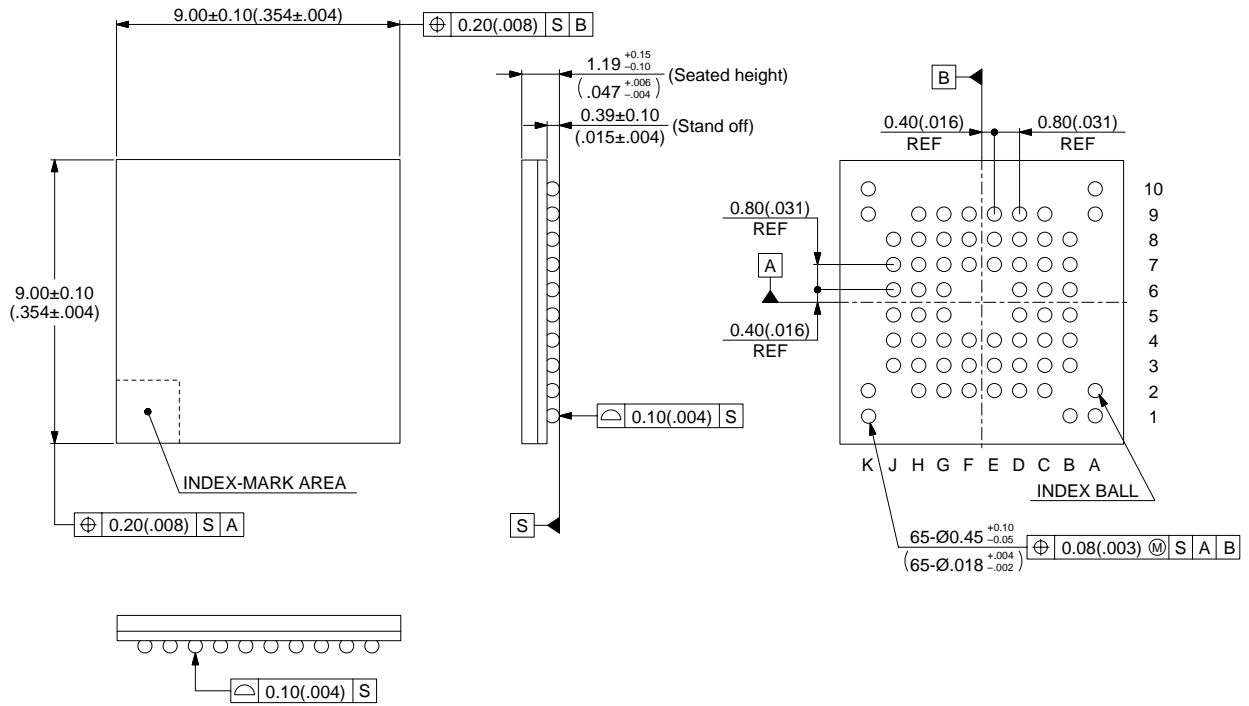 9.00±0.10(.354±.004)
⌖ 0.20(.008) S B
1.19 +0.15 –0.10 (Seated height)
(.047 +.006 –.004)
0.39±0.10 (Stand off)
(.015±.004)
B
0.40(.016) REF
0.80(.031) REF
10
9
0.80(.031) REF
8
A
7
9.00±0.10
(.354±.004)
6
5
0.40(.016) REF
4
3
2
⌓ 0.10(.004) S
1
K J H G F E D C B A
INDEX-MARK AREA
INDEX BALL
⌖ 0.20(.008) S A
S
65-Ø0.45 +0.10 –0.05
(65-Ø.018 +.004 –.002)
⌖ 0.08(.003) Ⓜ S A B
⌓ 0.10(.004) S